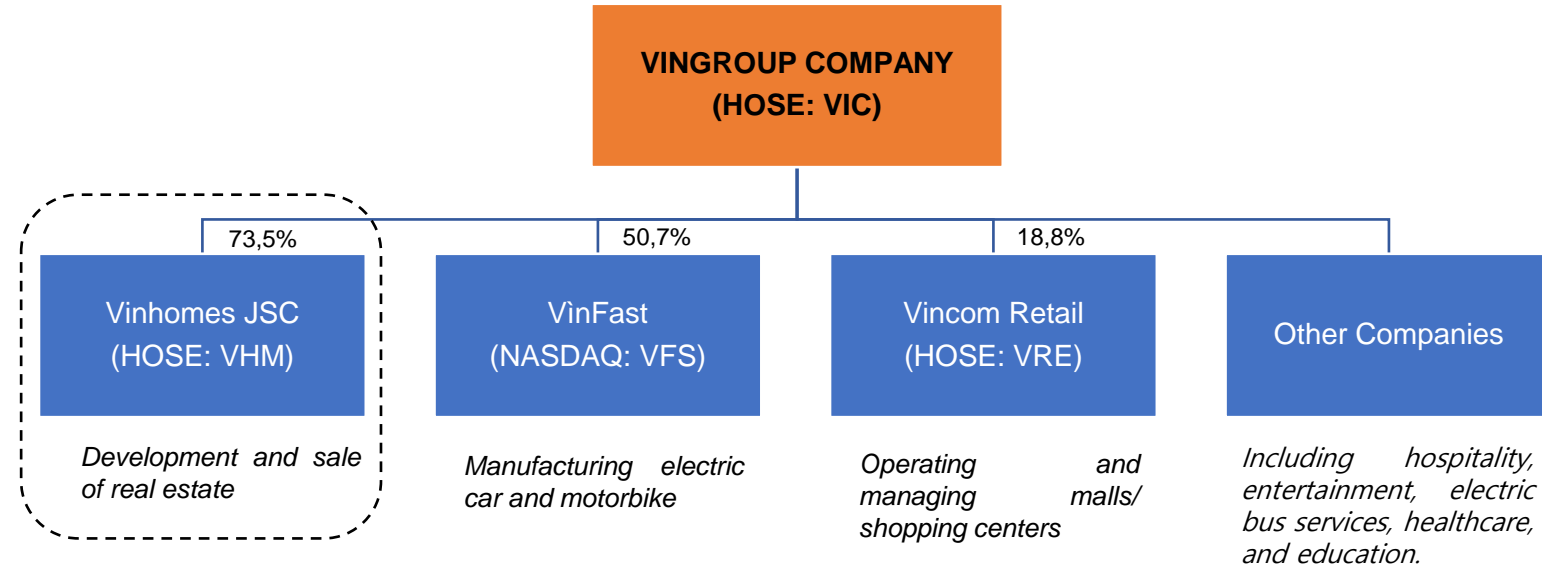 VINGROUP COMPANY
(HOSE: VIC)
73,5%
50,7%
18,8%
Vinhomes JSC
(HOSE: VHM)
VìnFast
(NASDAQ: VFS)
Vincom Retail
(HOSE: VRE)
Other Companies
Development and sale
of real estate
Manufacturing electric
car and motorbike
Operating and
managing malls/
shopping centers
Including hospitality,
entertainment, electric
bus services, healthcare,
and education.